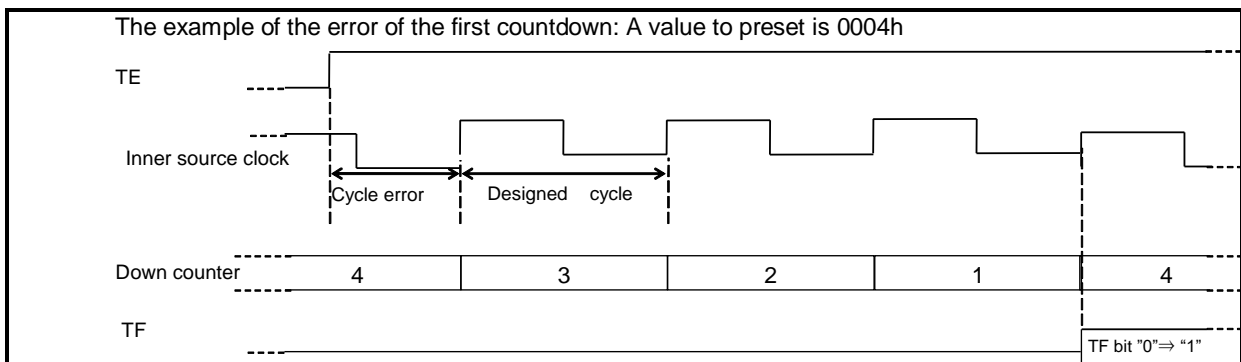 The example of the error of the first countdown: A value to preset is 0004h
TE
Inner source clock
Cycle error
Designed cycle
Down counter
4 3 2 1 4
TF
TF bit "0"⇒ “1”